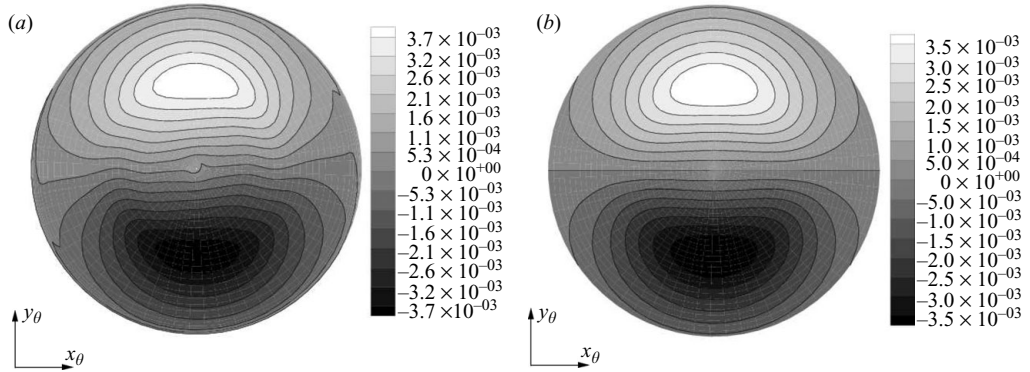 (a)
3.7 × 10⁻⁰³
3.2 × 10⁻⁰³
2.6 × 10⁻⁰³
2.1 × 10⁻⁰³
1.6 × 10⁻⁰³
1.1 × 10⁻⁰³
5.3 × 10⁻⁰⁴
0 × 10⁺⁰⁰
–5.3 × 10⁻⁰³
–1.1 × 10⁻⁰³
–1.6 × 10⁻⁰³
–2.1 × 10⁻⁰³
–2.6 × 10⁻⁰³
–3.2 × 10⁻⁰³
–3.7 ×10⁻⁰³
yθ
xθ
(b)
3.5 × 10⁻⁰³
3.0 × 10⁻⁰³
2.5 × 10⁻⁰³
2.0 × 10⁻⁰³
1.5 × 10⁻⁰³
1.0 × 10⁻⁰³
5.0 × 10⁻⁰⁴
0 × 10⁺⁰⁰
–5.0 × 10⁻⁰³
–1.0 × 10⁻⁰³
–1.5 × 10⁻⁰³
–2.0 × 10⁻⁰³
–2.5 × 10⁻⁰³
–3.0 × 10⁻⁰³
–3.5 × 10⁻⁰³
yθ
xθ